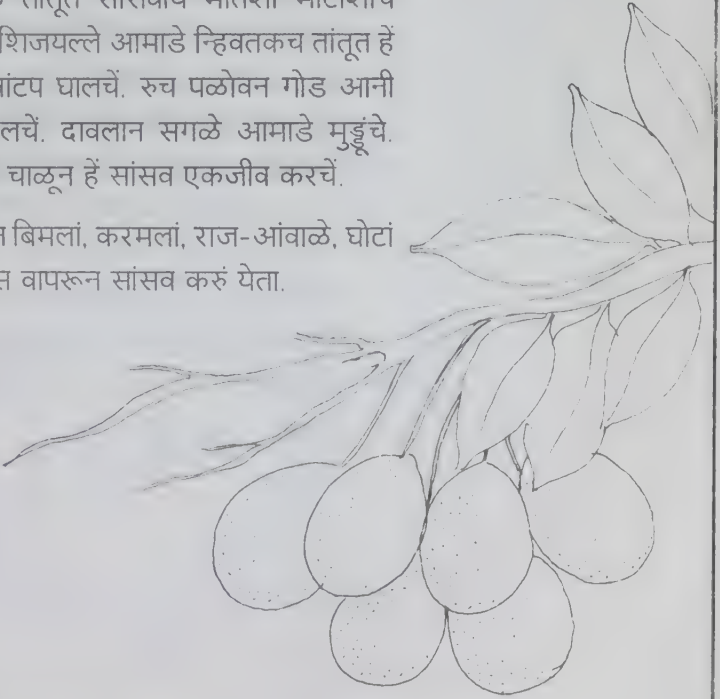 तांतूत
शिजयल्ले आमाडे न्हिवतकच तांतूत हें
घालचें. रुच पळोवन गोड आनी
दावलान सगळे आमाडे मुड्डूंचे.
चाळून हें सांसव एकजीव करचें.
बिमलां, करमलां, राज-आंवाळे, घोटां
वापरून सांसव करुं येता.